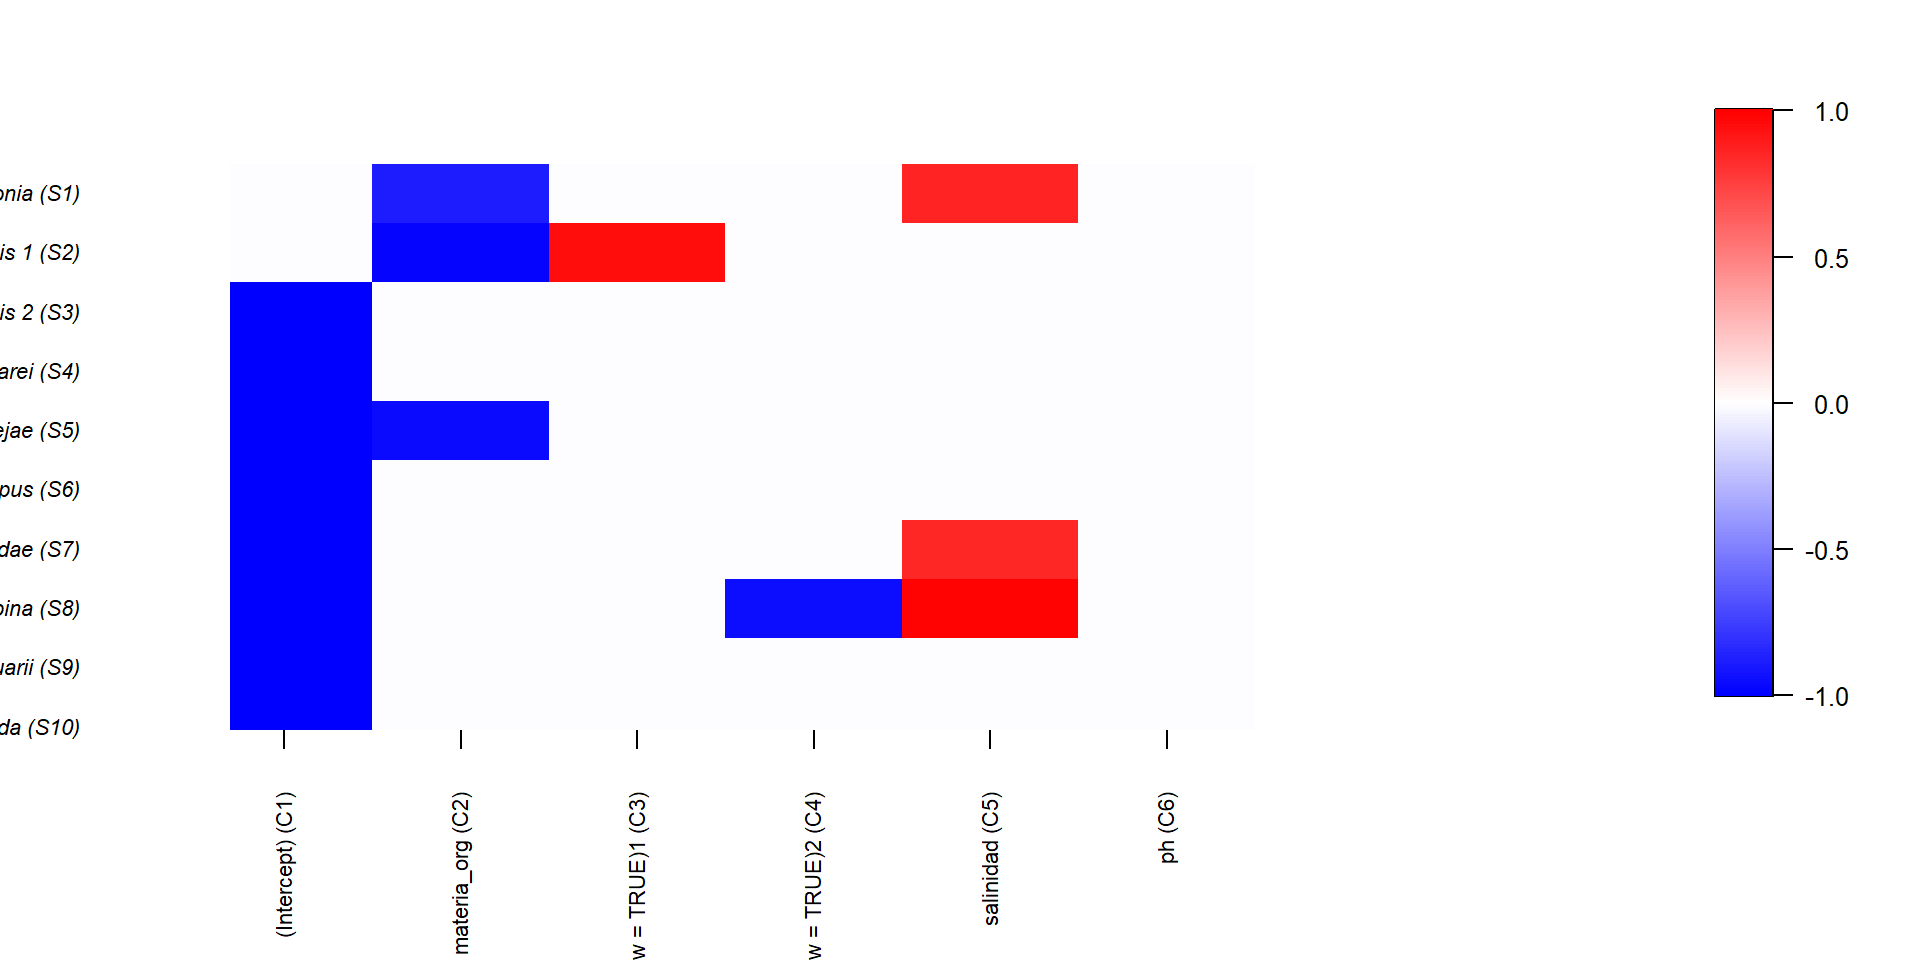 onia (S1)
is 1 (S2)
is 2 (S3)
arei (S4)
ejae (S5)
pus (S6)
dae (S7)
pina (S8)
uarii (S9)
da (S10)
(Intercept) (C1)
materia_org (C2)
w = TRUE)1 (C3)
w = TRUE)2 (C4)
salinidad (C5)
ph (C6)
1.0
0.5
0.0
-0.5
-1.0